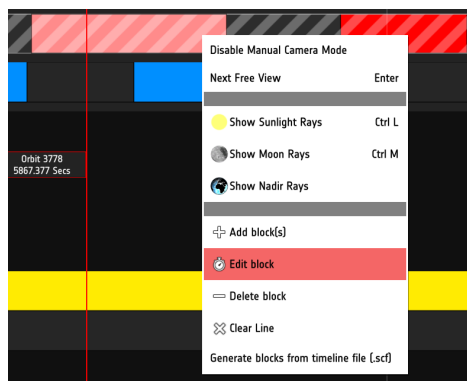 Disable Manual Camera Mode
Next Free View Enter
Show Sunlight Rays Ctrl L
Show Moon Rays Ctrl M
Show Nadir Rays
Orbit 3778
5867.377 Secs
Add block(s)
Edit block
Delete block
Clear Line
Generate blocks from timeline file (.scf)